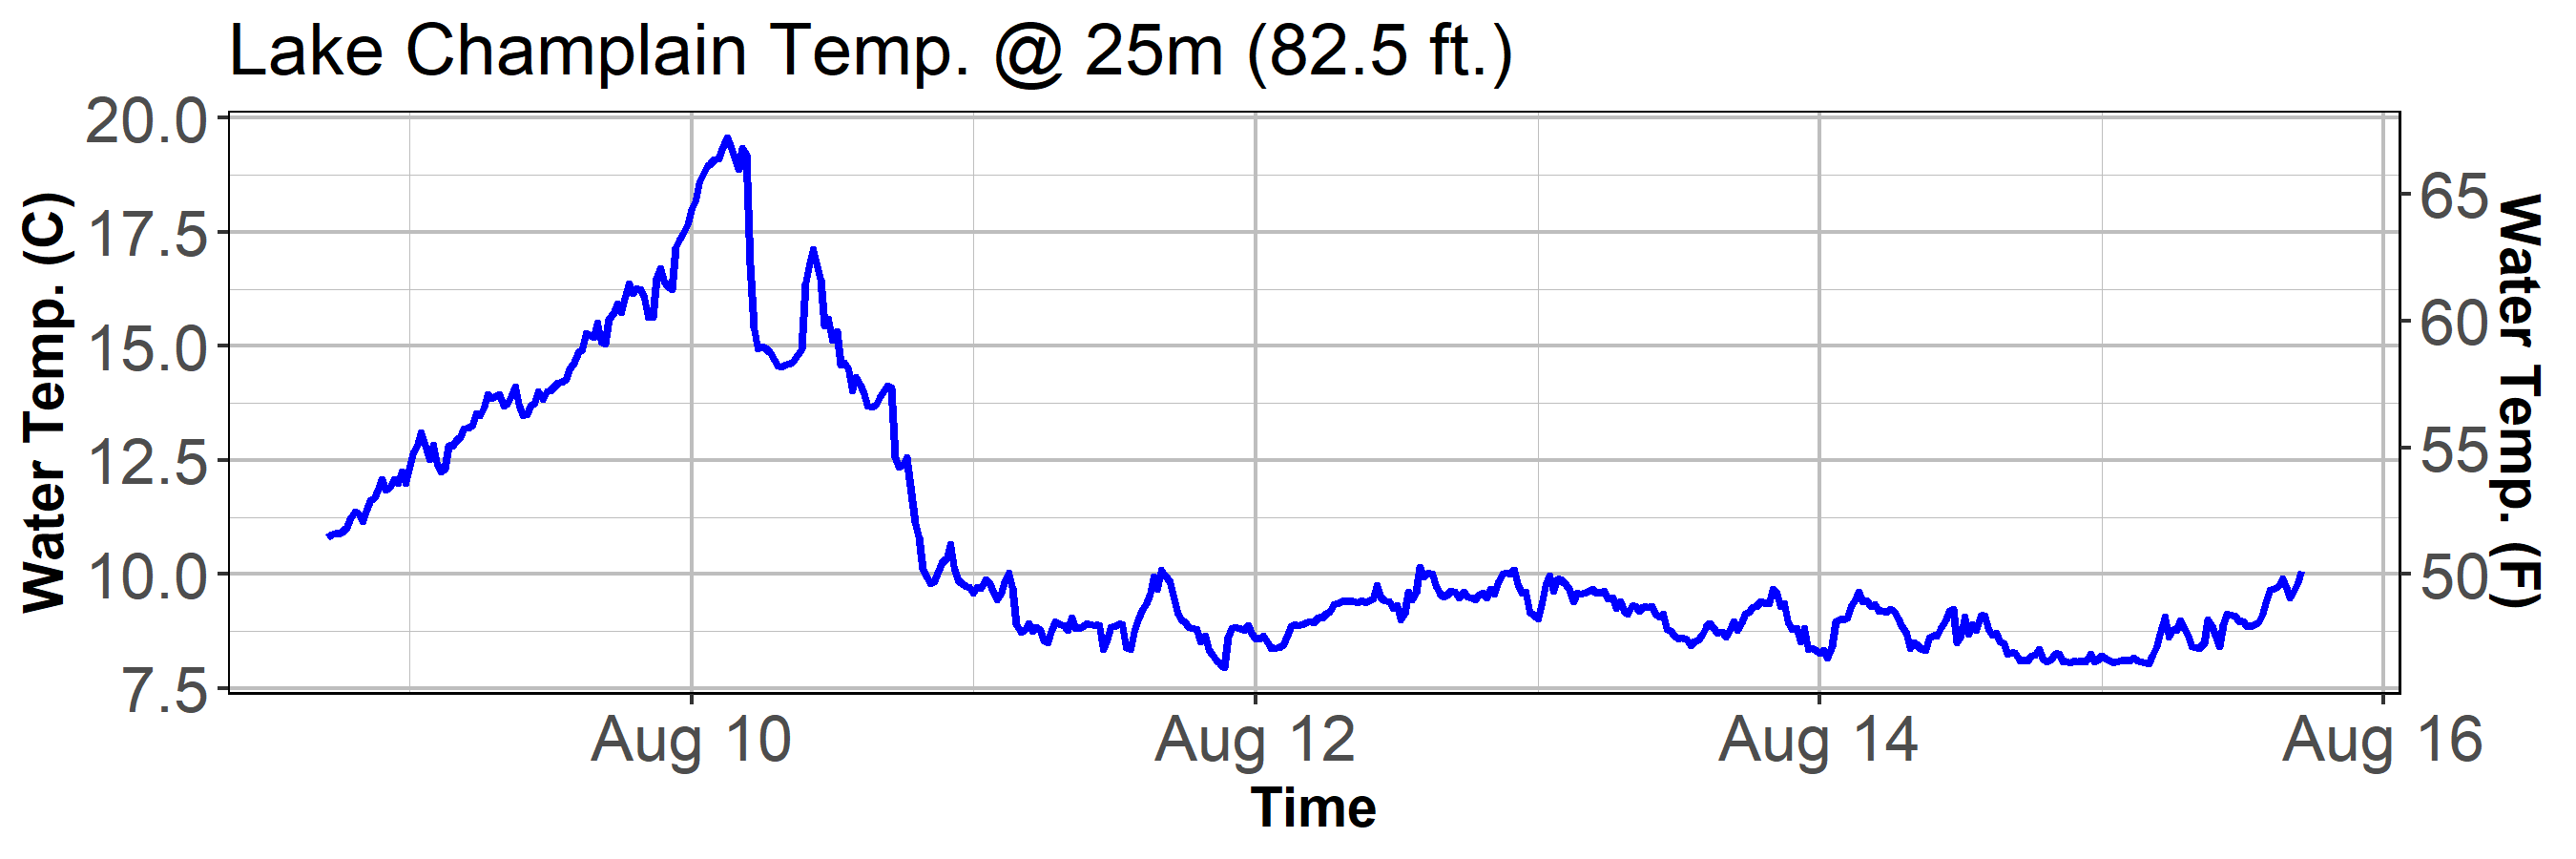 Lake Champlain Temp. @ 25m (82.5 ft.)
Water Temp. (C)
20.0
17.5
15.0
12.5
10.0
7.5
65
60
55
50
Water Temp. (F)
Aug 10 Aug 12 Aug 14 Aug 16
Time